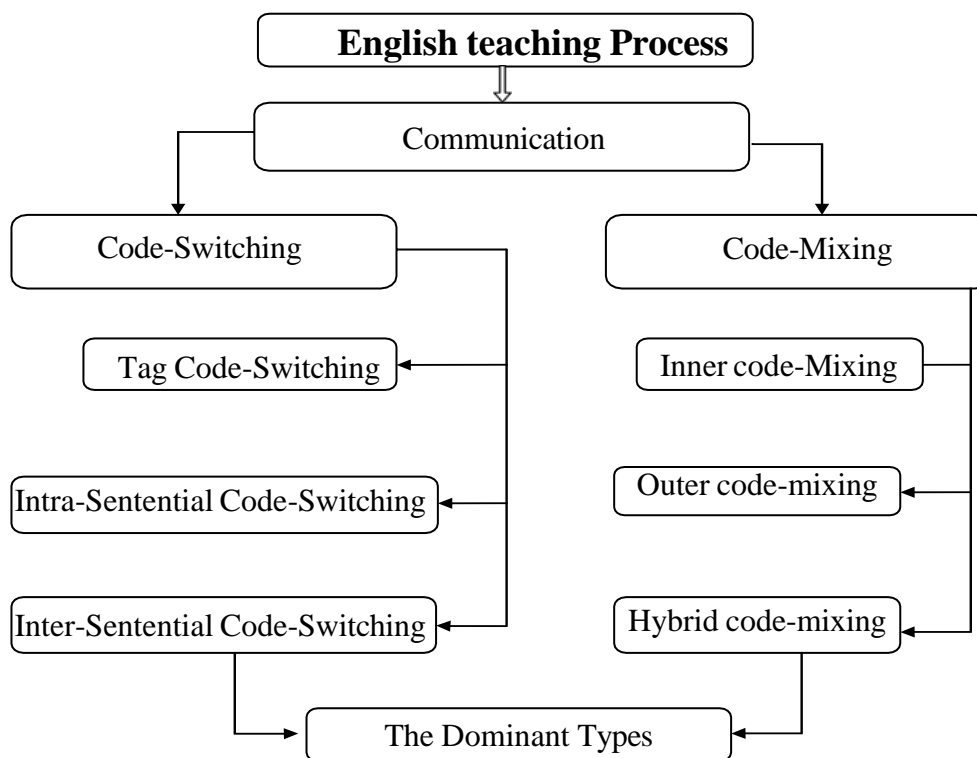 English teaching Process
Communication
Code-Switching
Code-Mixing
Tag Code-Switching
Inner code-Mixing
Intra-Sentential Code-Switching
Outer code-mixing
Inter-Sentential Code-Switching
Hybrid code-mixing
The Dominant Types